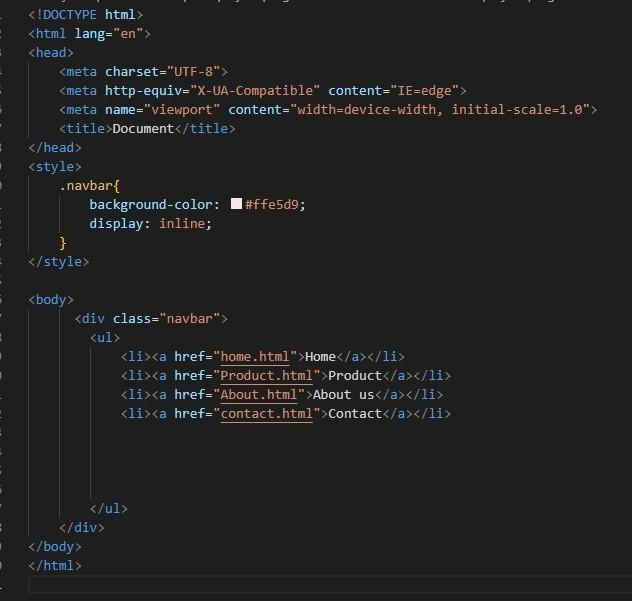 <!DOCTYPE html>
<html lang="en">
<head>
    <meta charset="UTF-8">
    <meta http-equiv="X-UA-Compatible" content="IE=edge">
    <meta name="viewport" content="width=device-width, initial-scale=1.0">
    <title>Document</title>
</head>
<style>
    .navbar{
        background-color: #ffe5d9;
        display: inline;
    }
</style>
<body>
      <div class="navbar">
        <ul>
            <li><a href="home.html">Home</a></li>
            <li><a href="Product.html">Product</a></li>
            <li><a href="About.html">About us</a></li>
            <li><a href="contact.html">Contact</a></li>
        </ul>
    </div>
</body>
</html>